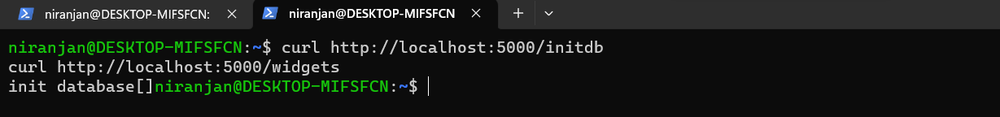 niranjan@DESKTOP-MIFSFCN: niranjan@DESKTOP-MIFSFCN
niranjan@DESKTOP-MIFSFCN:~$ curl http://localhost:5000/initdb
curl http://localhost:5000/widgets
init database[]niranjan@DESKTOP-MIFSFCN:~$